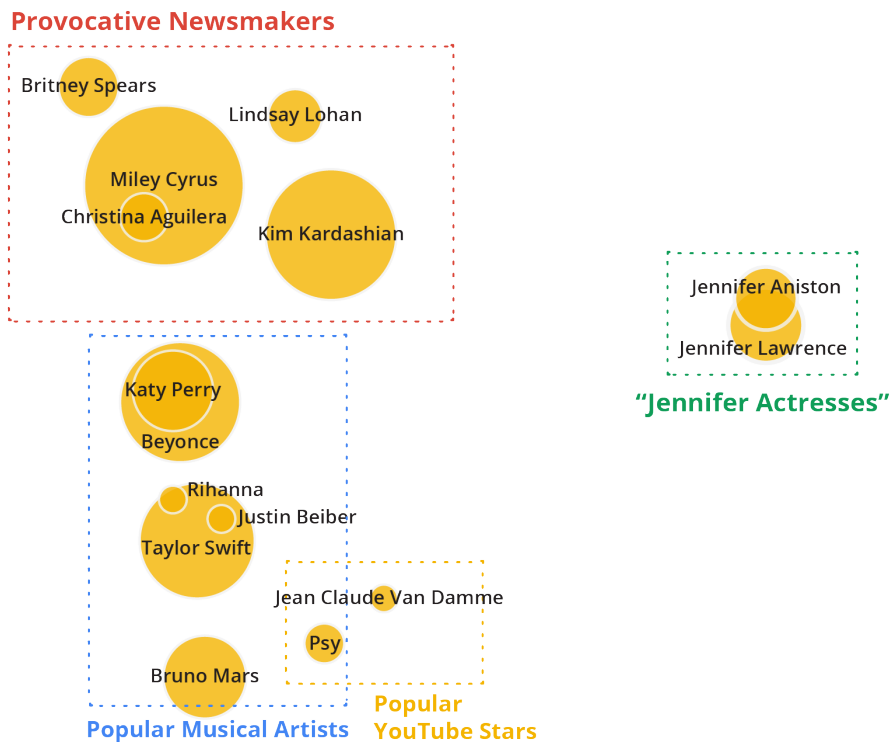 Provocative Newsmakers
Britney Spears
Lindsay Lohan
Miley Cyrus
Christina Aguilera
Kim Kardashian
Jennifer Aniston
Jennifer Lawrence
“Jennifer Actresses”
Katy Perry
Beyonce
Rihanna
Justin Beiber
Taylor Swift
Jean Claude Van Damme
Psy
Bruno Mars
Popular Musical Artists
Popular
YouTube Stars